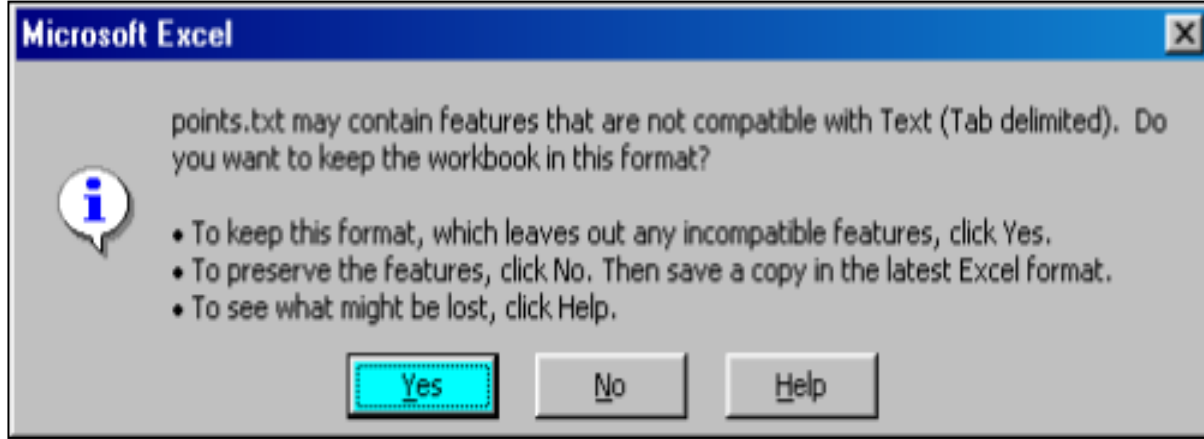 Microsoft Excel
points.txt may contain features that are not compatible with Text (Tab delimited).  Do
you want to keep the workbook in this format?
• To keep this format, which leaves out any incompatible features, click Yes.
• To preserve the features, click No. Then save a copy in the latest Excel format.
• To see what might be lost, click Help.
Yes No Help